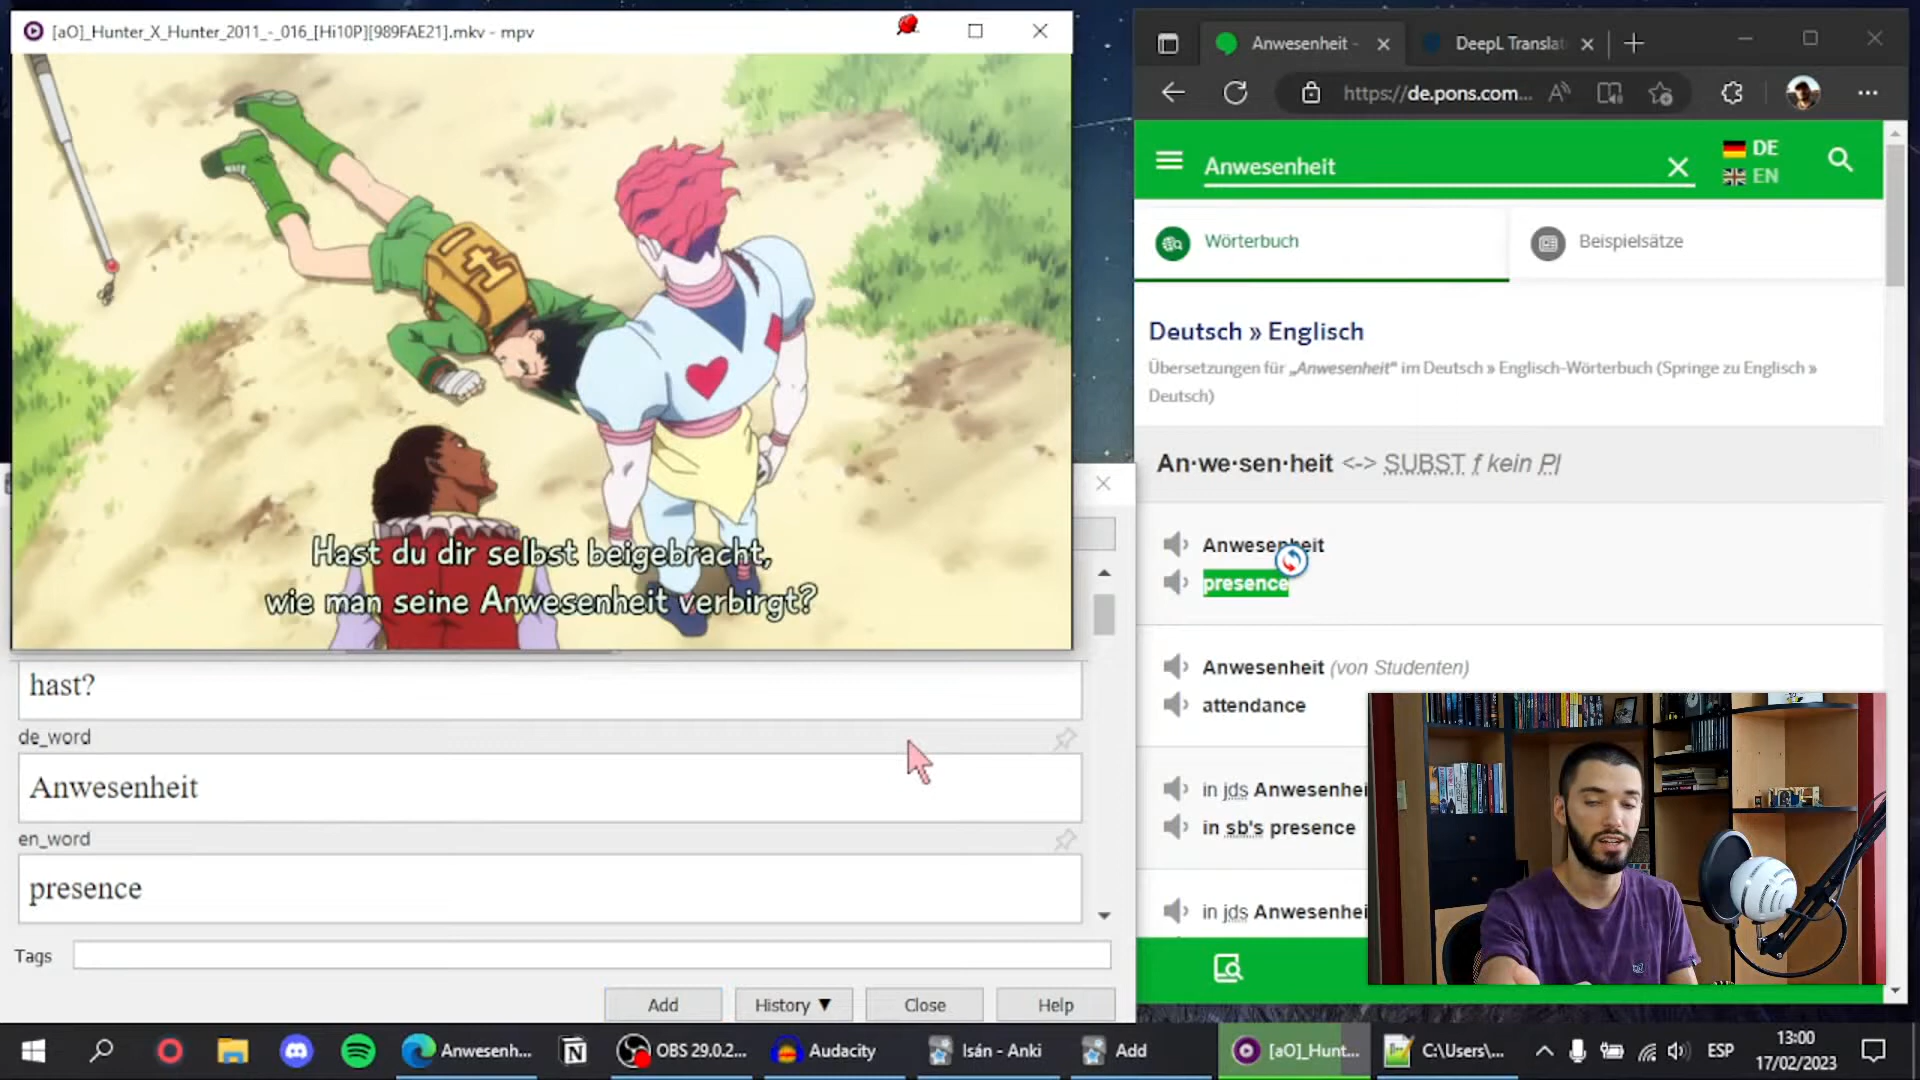 [aO]_Hunter_X_Hunter_2011_-_016_[Hi10P][989FAE21].mkv - mpv
Hast du dir selbst beigebracht,
wie man seine Anwesenheit verbirgt?
hast?
de_word
Anwesenheit
en_word
presence
Tags
Add
History ▼
Close
Help
Anwesenheit -
DeepL Translat
https://de.pons.com...
Anwesenheit
DE
EN
Wörterbuch
Beispielsätze
Deutsch » Englisch
Übersetzungen für „Anwesenheit" im Deutsch » Englisch-Wörterbuch (Springe zu Englisch »
Deutsch)
An·we·sen·heit <-> SUBST f kein Pl
Anwesenheit
presence
Anwesenheit (von Studenten)
attendance
in jds Anwesenhei
in sb's presence
in jds Anwesenhei
Anwesenh...
OBS 29.0.2...
Audacity
Isán - Anki
Add
[aO]_Hunt...
C:\Users\...
ESP
13:00
17/02/2023